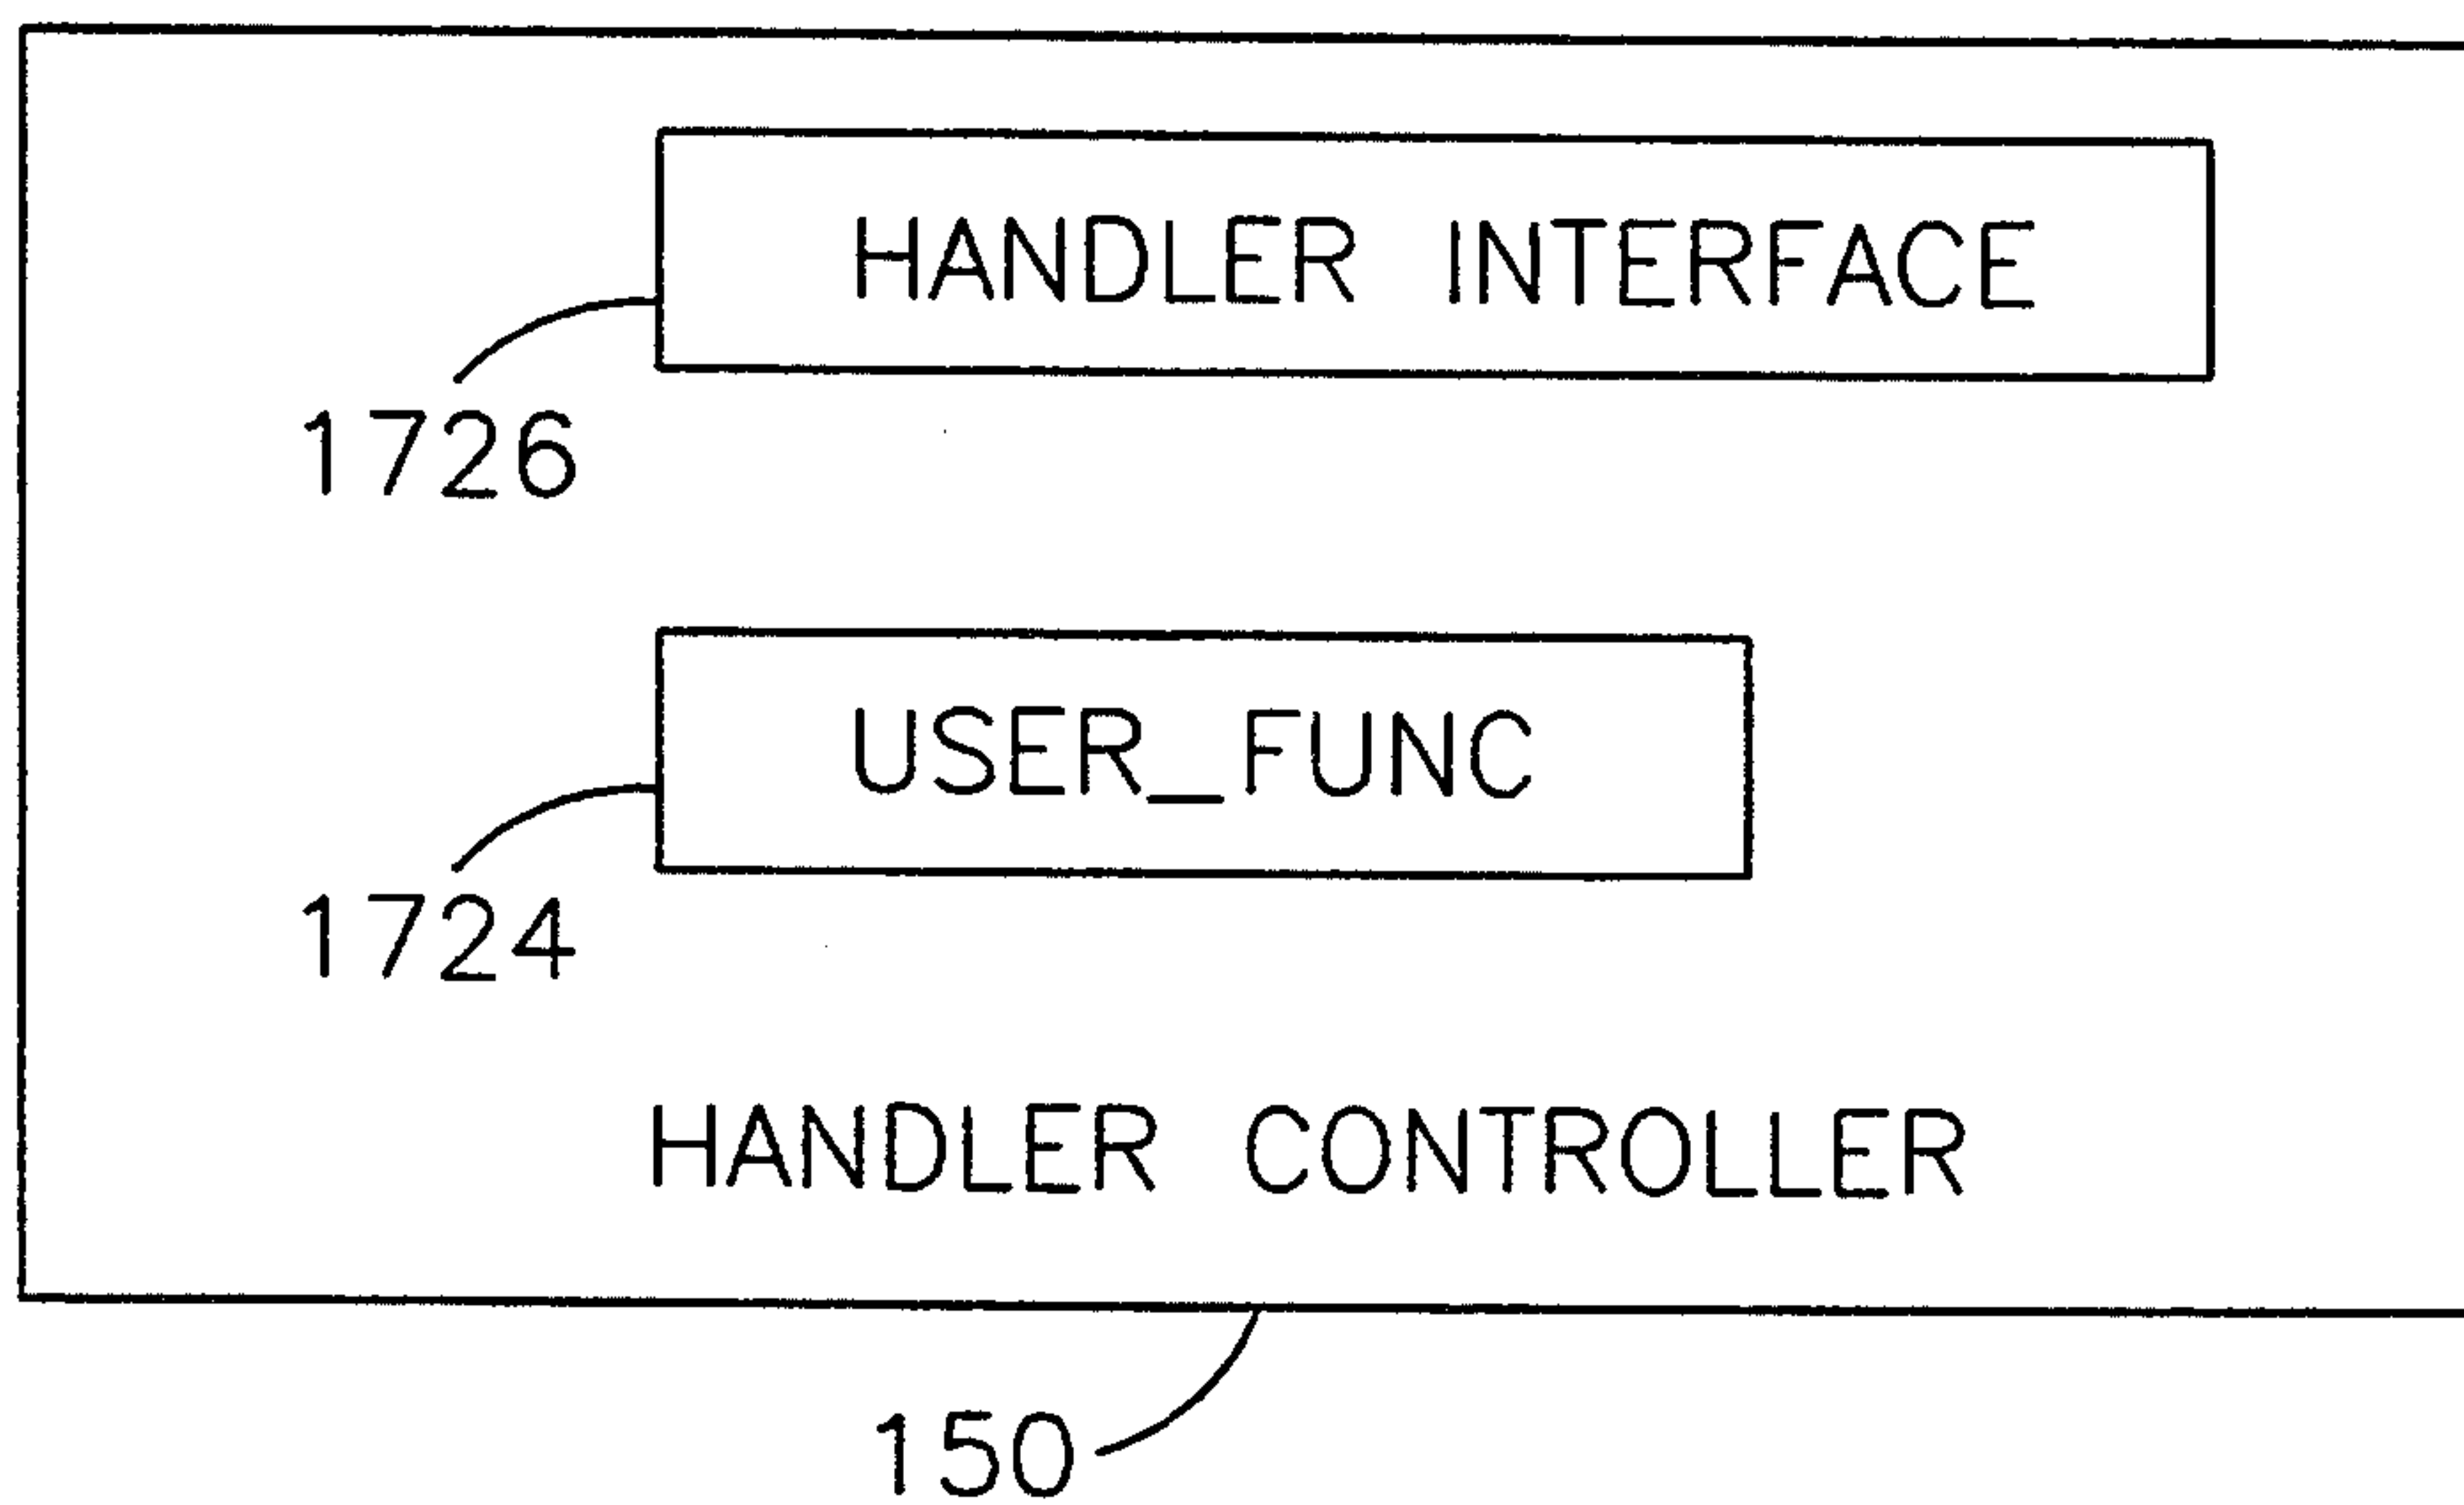 HANDLER INTERFACE
1726
USER_FUNC
1724
HANDLER CONTROLLER
150